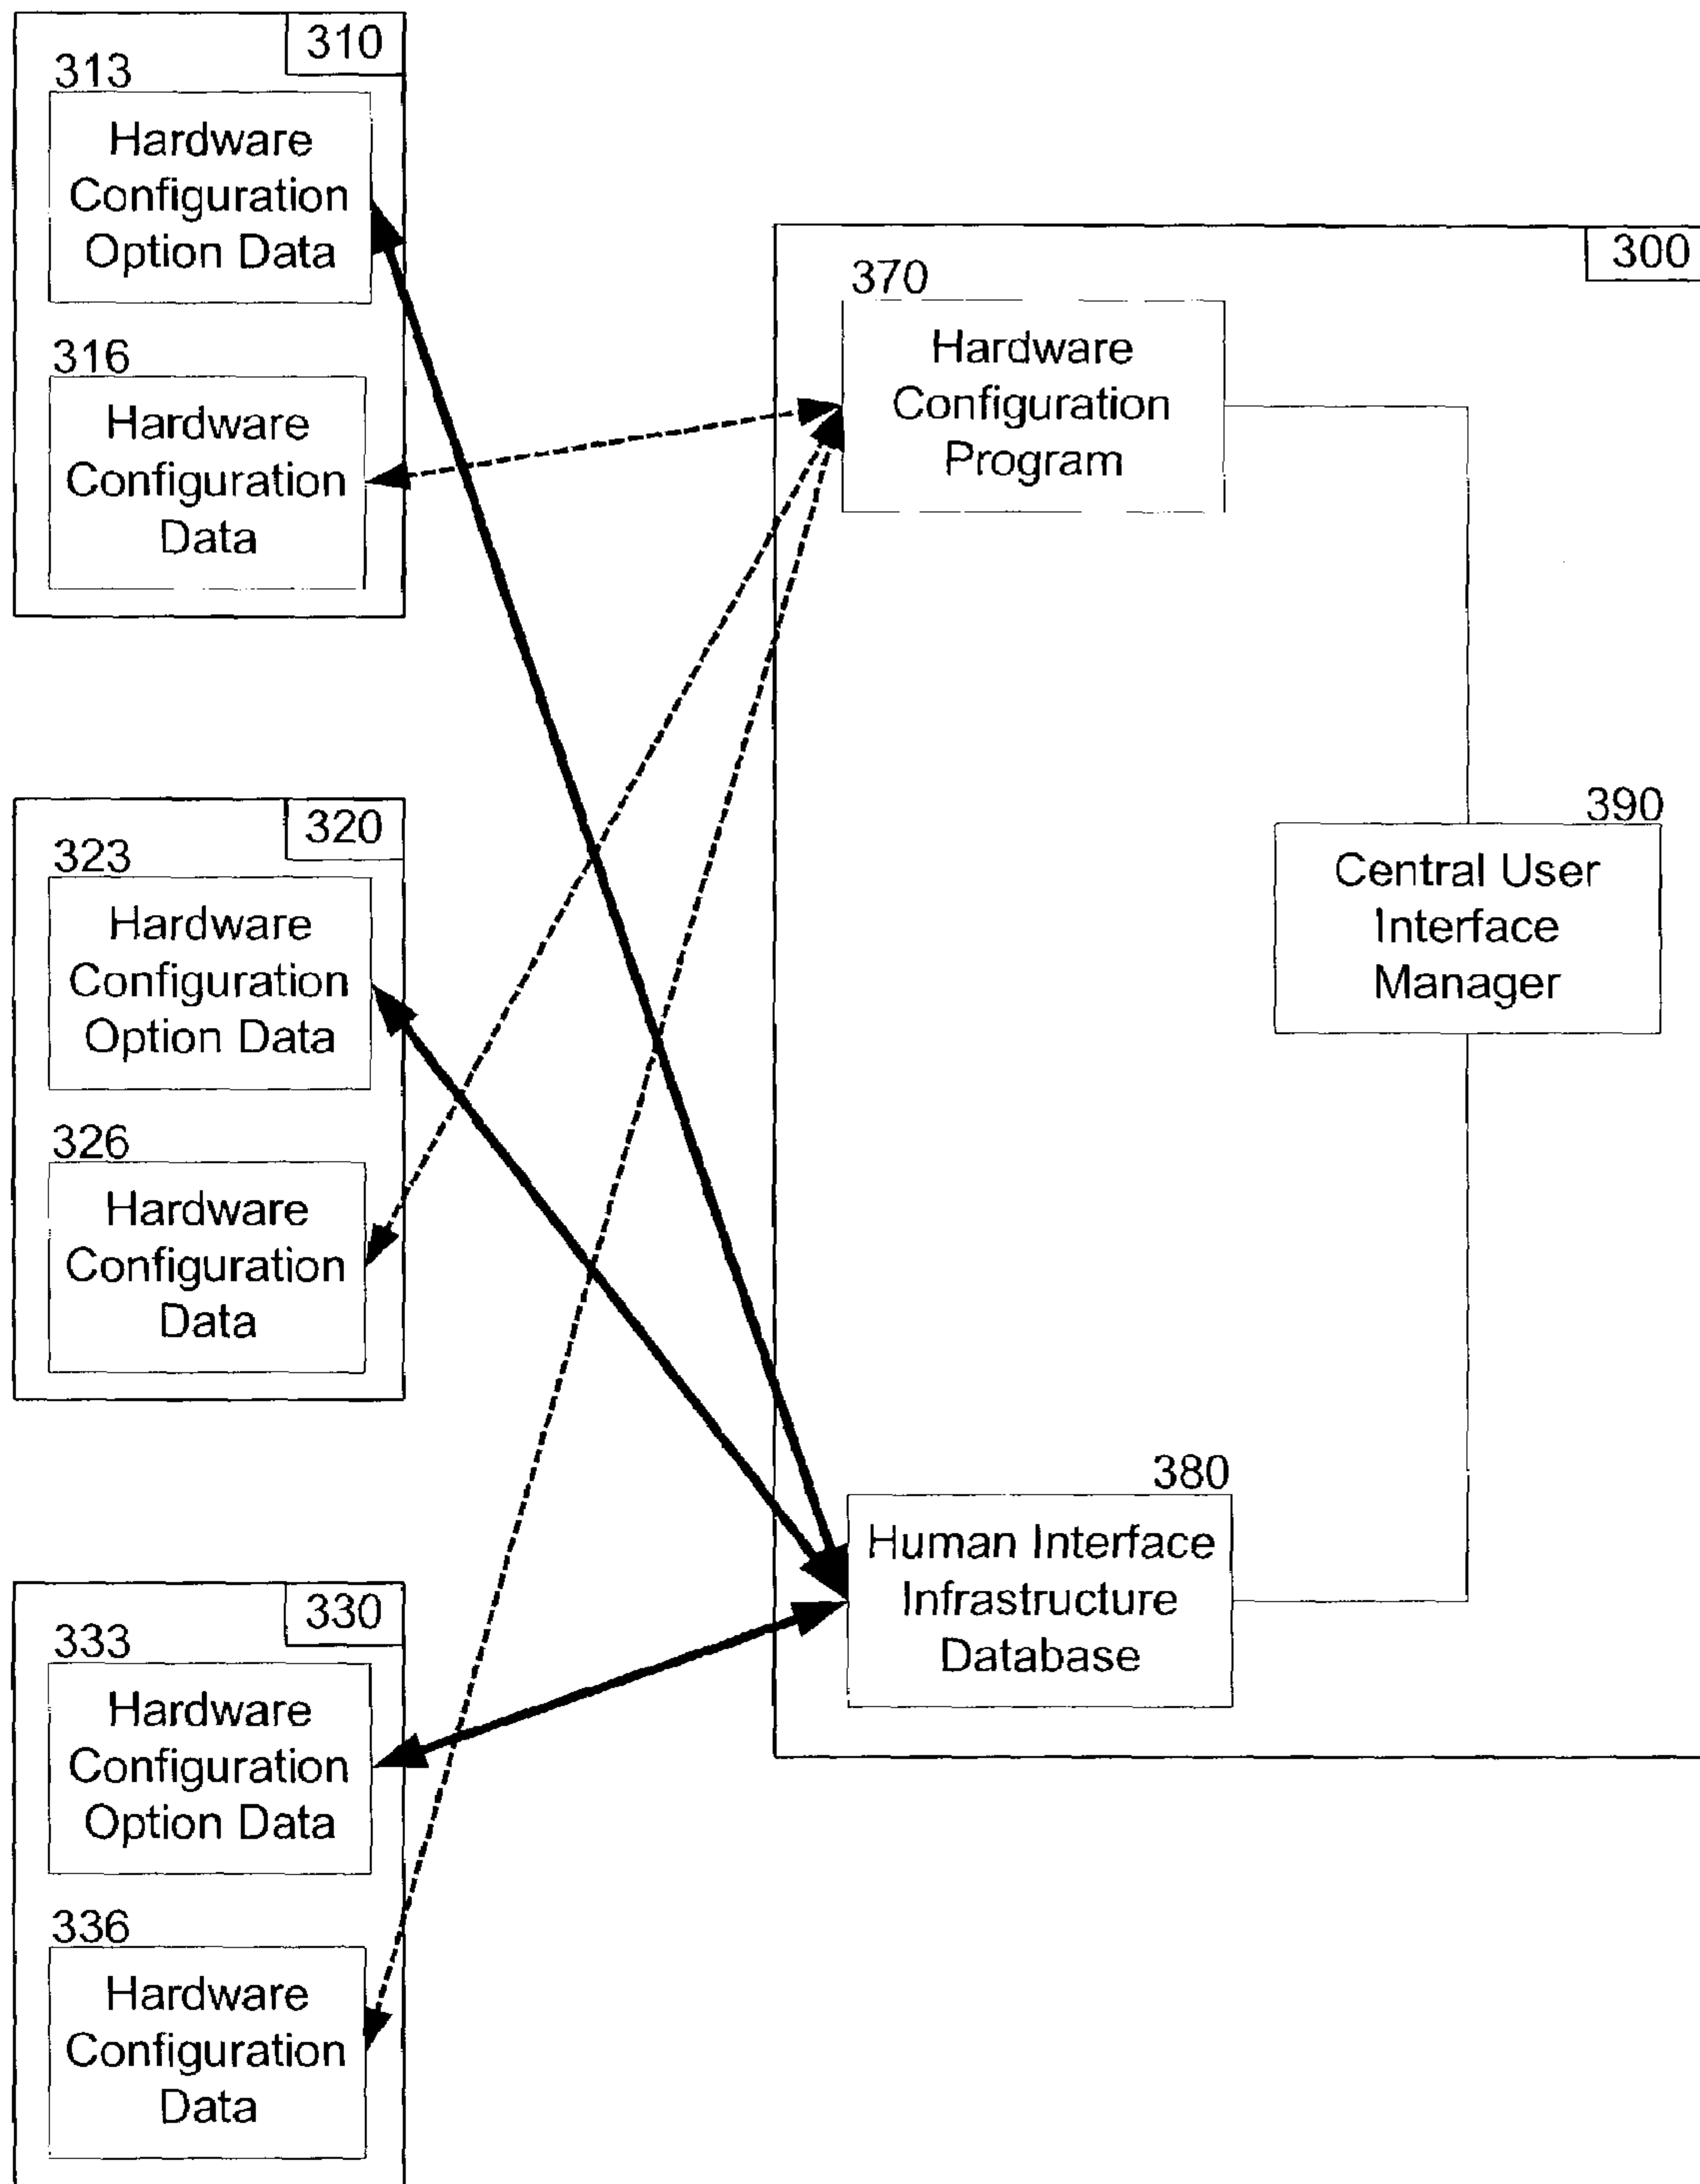 310
313
Hardware
Configuration
Option Data
316
Hardware
Configuration
Data
300
370
Hardware
Configuration
Program
320
323
Hardware
Configuration
Option Data
326
Hardware
Configuration
Data
390
Central User
Interface
Manager
380
Human Interface
Infrastructure
Database
330
333
Hardware
Configuration
Option Data
336
Hardware
Configuration
Data